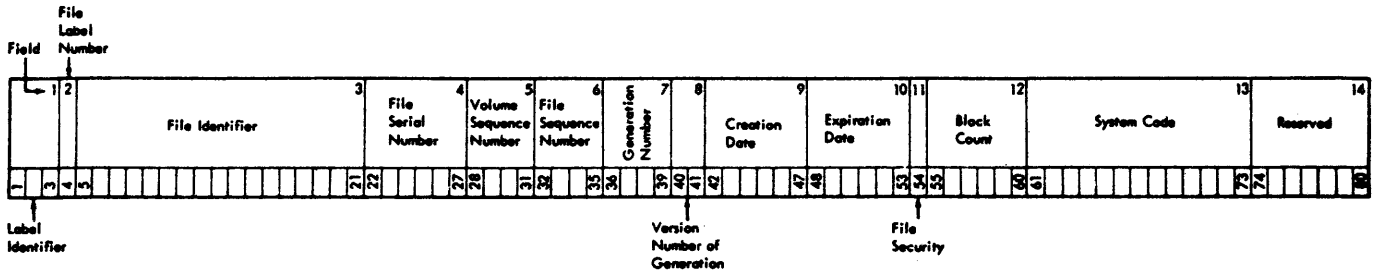 File
Label
Number
Field
1 2 3 4 5 6 7 8 9 10 11 12 13 14
File Identifier
File
Serial
Number
Volume
Sequence
Number
File
Sequence
Number
Generation
Number
Creation
Date
Expiration
Date
Block
Count
System Code
Reserved
1 3 4 5 21 22 27 28 31 32 35 36 39 40 41 42 47 48 53 54 55 60 61 73 74 80
Label
Identifier
Version
Number of
Generation
File
Security